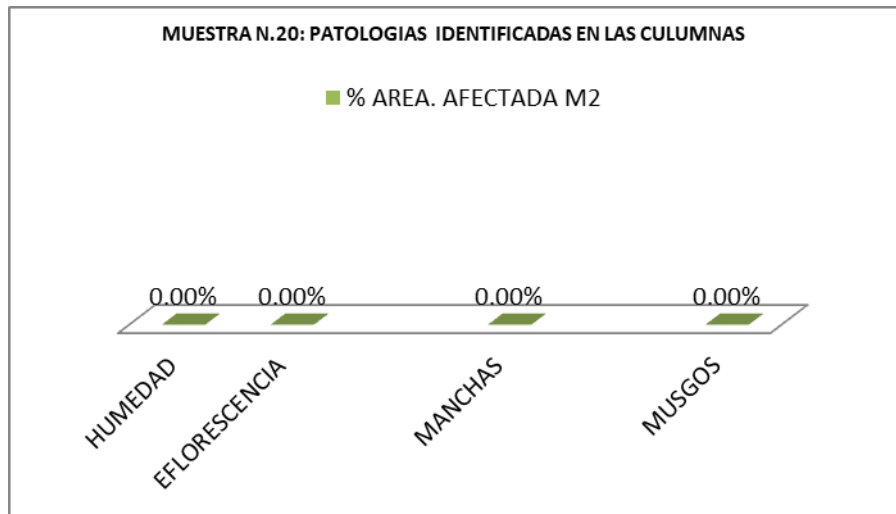 MUESTRA N.20: PATOLOGIAS IDENTIFICADAS EN LAS CULUMNAS
% AREA. AFECTADA M2
0.00% 0.00% 0.00% 0.00%
HUMEDAD
EFLORESCENCIA
MANCHAS
MUSGOS